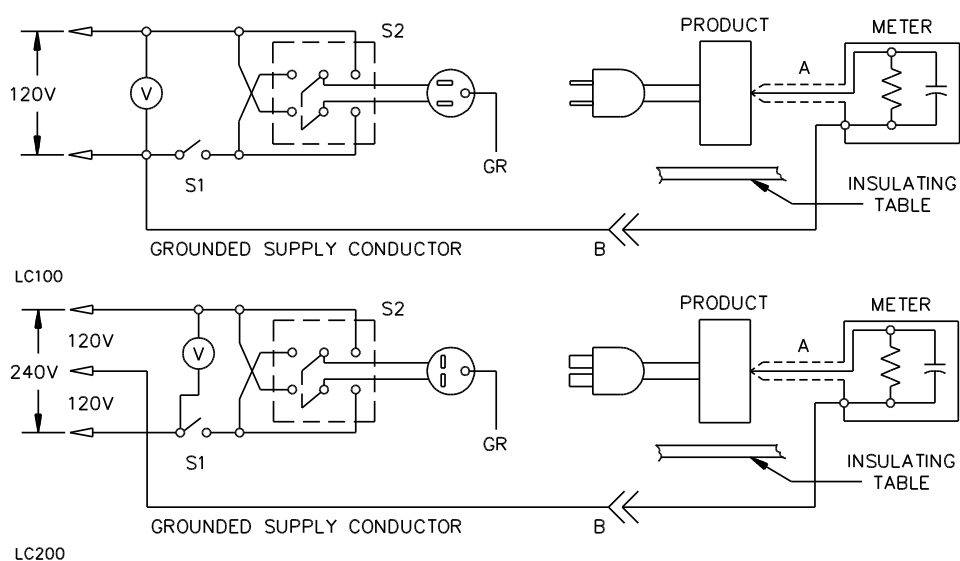 S2
PRODUCT
METER
120V
V
A
GR
S1
INSULATING
TABLE
GROUNDED SUPPLY CONDUCTOR
B
LC100
S2
PRODUCT
METER
120V
V
A
240V
120V
GR
S1
INSULATING
TABLE
GROUNDED SUPPLY CONDUCTOR
B
LC200